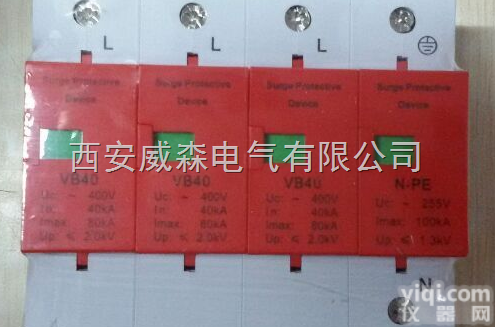 L L L
Surge Protective Surge Protective Surge Protective Surge Protective
Device Device Device Device
西安威森电气有限公司
VB40 VB40 VB40 N-PE
Uc: ~ 400V Uc: ~ 400V Uc: ~ 400V Uc: ~ 255V
In: 40kA In: 40kA In: 40kA Imax: 100kA
Imax: 80kA Imax: 80kA Imax: 80kA Up: ≤ 1.3kV
Up: ≤ 2.0kV Up: ≤ 2.0kV Up: ≤ 2.0kV
N
yiqi.com
仪器网